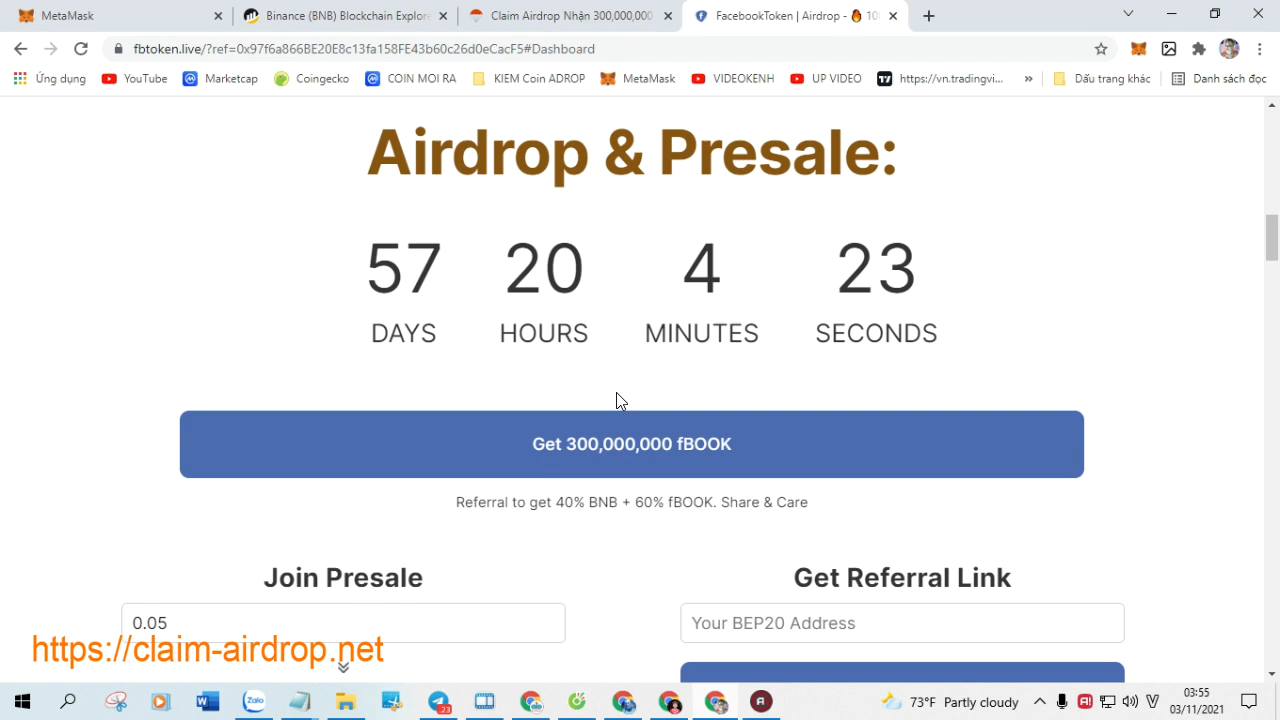 MetaMask
Binance (BNB) Blockchain Explore
Claim Airdrop Nhận 300,000,000
FacebookToken | Airdrop - 🔥 10
fbtoken.live/?ref=0x97f6a866BE20E8c13fa158FE43b60c26d0eCacF5#Dashboard
Ứng dụng
YouTube
Marketcap
Coingecko
COIN MOI RA
KIEM Coin ADROP
MetaMask
VIDEOKENH
UP VIDEO
https://vn.tradingvi...
»
Dấu trang khác
Danh sách đọc
Airdrop & Presale:
57 20 4 23
DAYS HOURS MINUTES SECONDS
Get 300,000,000 fBOOK
Referral to get 40% BNB + 60% fBOOK. Share & Care
Join Presale
Get Referral Link
0.05
Your BEP20 Address
https://claim-airdrop.net
Zalo
23
73°F Partly cloudy
03:55
03/11/2021